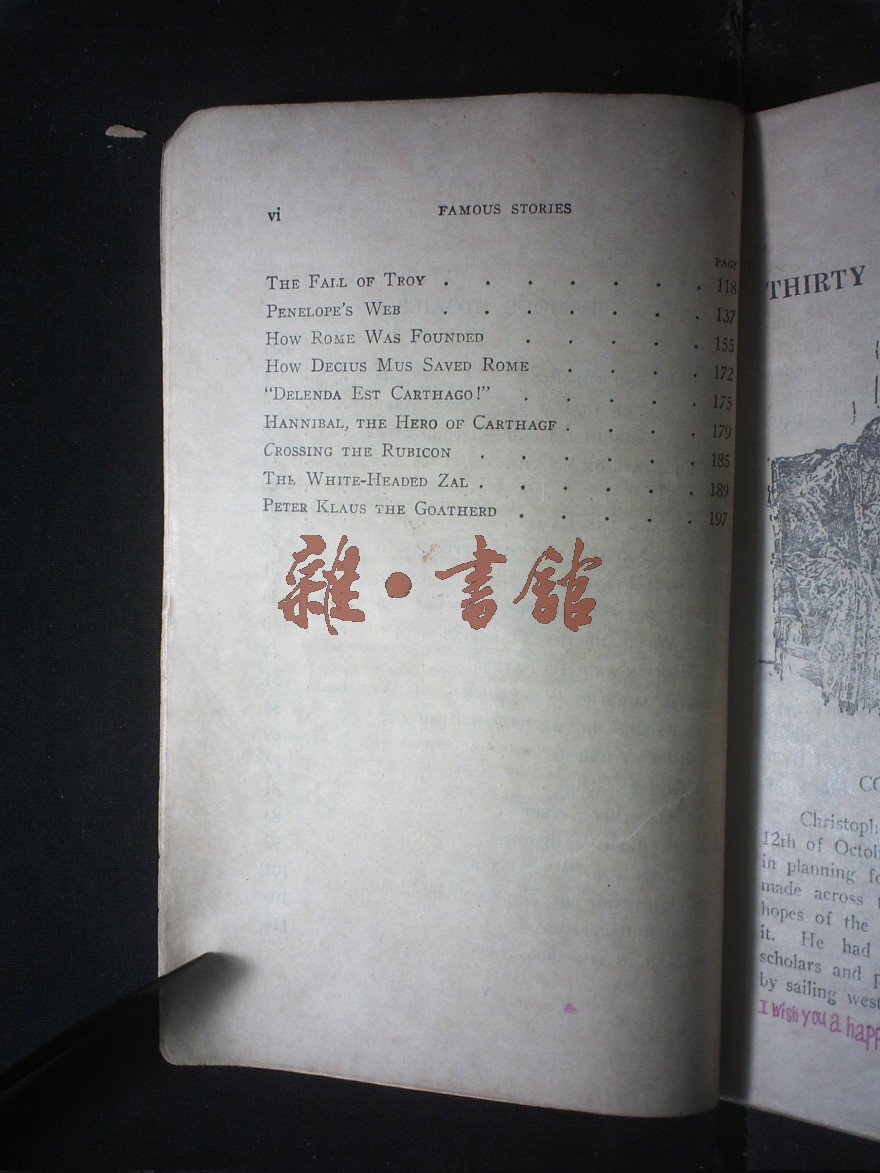 vi FAMOUS STORIES
PAGE
THE FALL OF TROY . . . . . . . 118
PENELOPE'S WEB . . . . . . . 137
HOW ROME WAS FOUNDED . . . . . 155
HOW DECIUS MUS SAVED ROME . . . . 172
“DELENDA EST CARTHAGO!” . . . . . 175
HANNIBAL, THE HERO OF CARTHAGE . . . . 179
CROSSING THE RUBICON . . . . . . 185
THE WHITE-HEADED ZAL . . . . . . 189
PETER KLAUS THE GOATHERD . . . . . 197
雜·書館
THIRTY
CO
Christoph
12th of Octob
in planning fo
made across t
hopes of the
it. He had
scholars and p
by sailing west
I wish you a happ